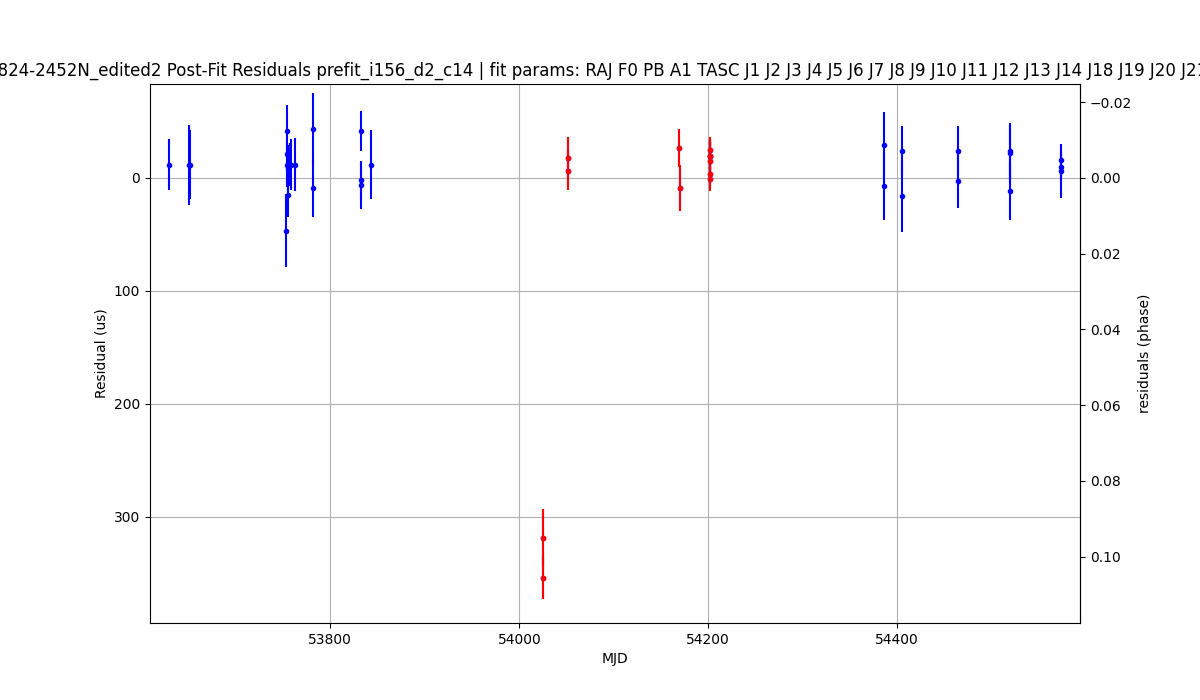 824-2452N_edited2 Post-Fit Residuals prefit_i156_d2_c14 | fit params: RAJ F0 PB A1 TASC J1 J2 J3 J4 J5 J6 J7 J8 J9 J10 J11 J12 J13 J14 J18 J19 J20 J21
−0.02
0 0.00
0.02
100
0.04
200
0.06
0.08
300
0.10
Residual (us)
residuals (phase)
53800 54000 54200 54400
MJD